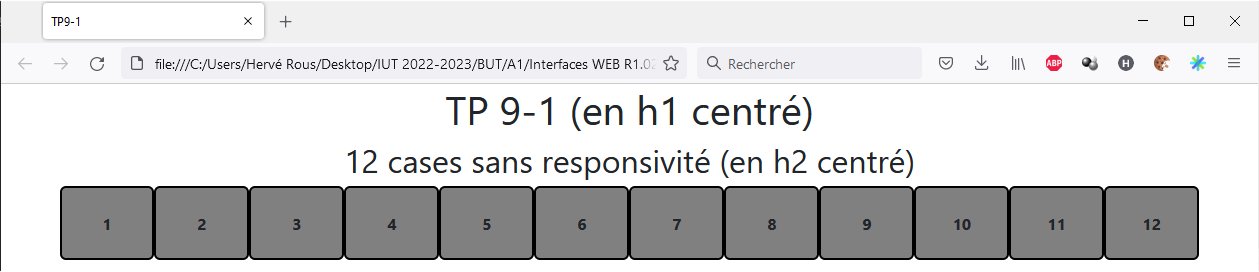 TP9-1
file:///C:/Users/Hervé Rous/Desktop/IUT 2022-2023/BUT/A1/Interfaces WEB R1.02
Rechercher
ABP
H
TP 9-1 (en h1 centré)
12 cases sans responsivité (en h2 centré)
1 2 3 4 5 6 7 8 9 10 11 12